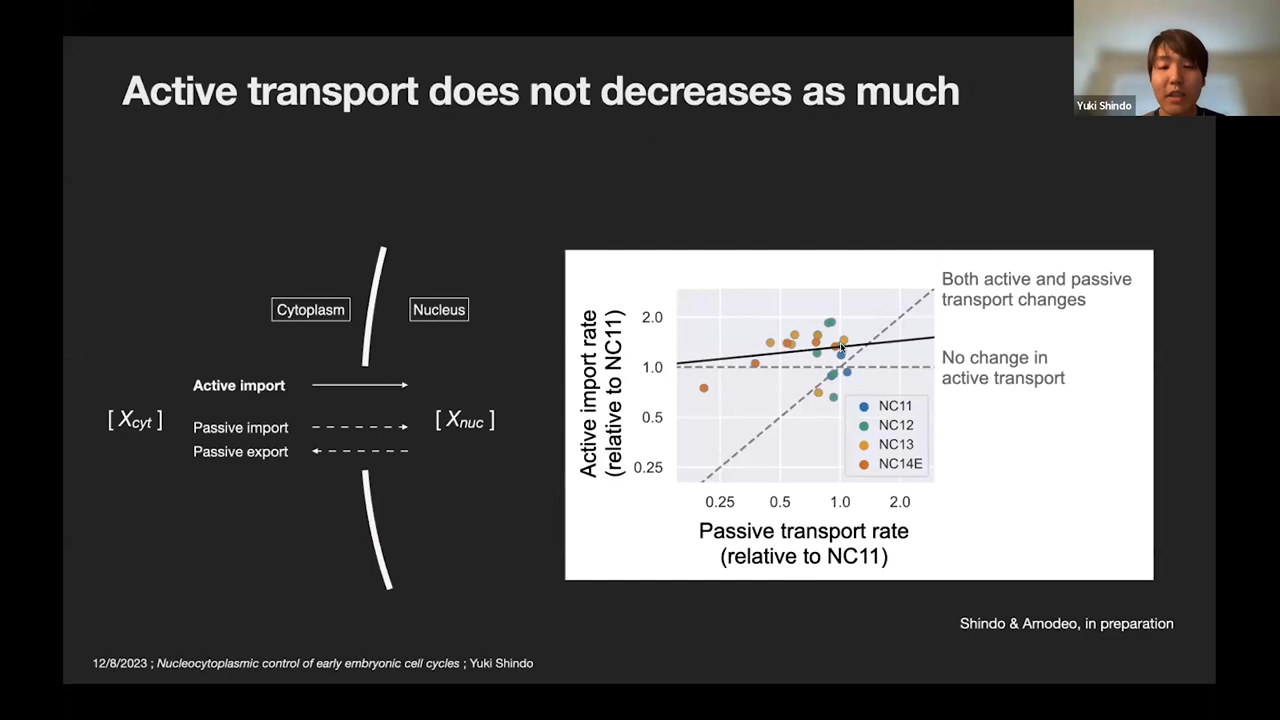 Active transport does not decreases as much
Yuki Shindo
Cytoplasm
Nucleus
Active import
[ Xcyt ]
Passive import
[ Xnuc ]
Passive export
Active import rate
(relative to NC11)
2.0
1.0
0.5
0.25
0.25 0.5 1.0 2.0
Passive transport rate
(relative to NC11)
NC11
NC12
NC13
NC14E
Both active and passive
transport changes
No change in
active transport
Shindo & Amodeo, in preparation
12/8/2023 ; Nucleocytoplasmic control of early embryonic cell cycles ; Yuki Shindo